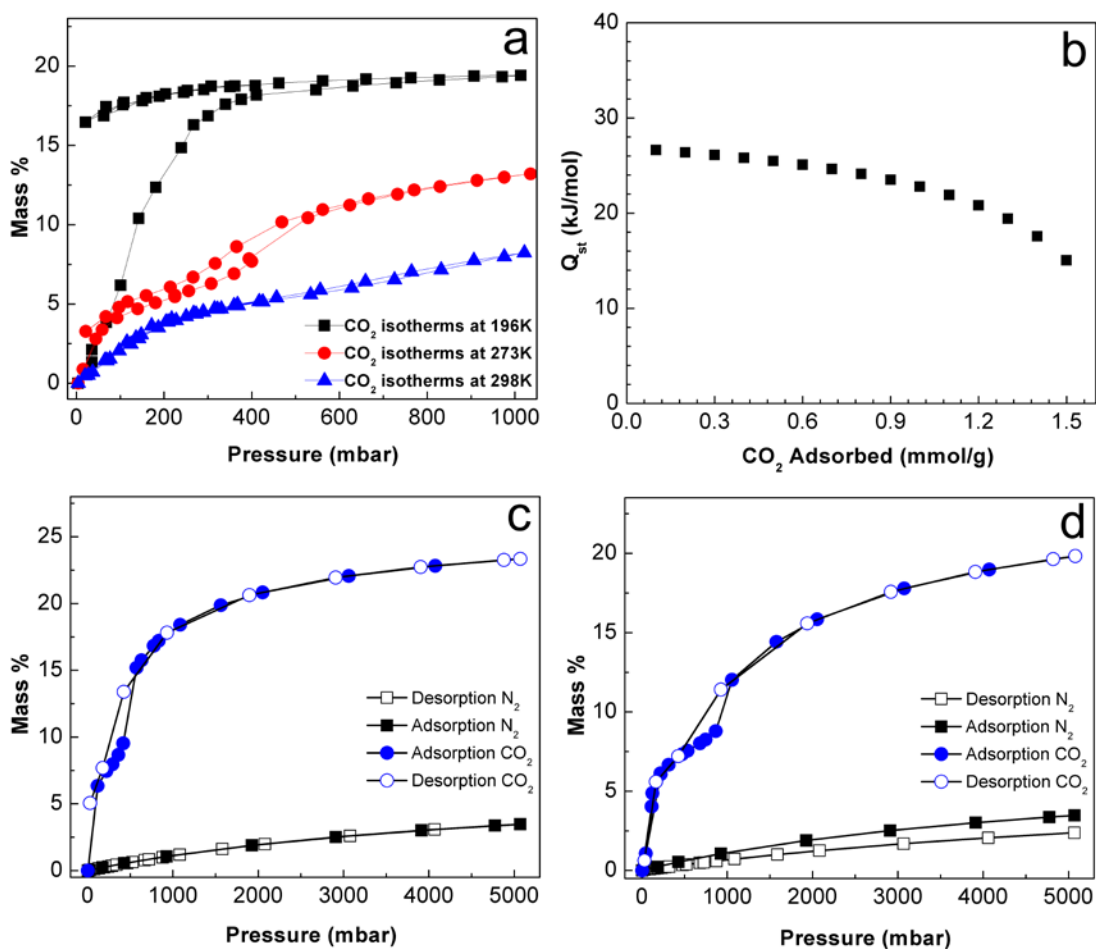 a
Mass %
20
15
10
5
0
CO₂ isotherms at 196K
CO₂ isotherms at 273K
CO₂ isotherms at 298K
0 200 400 600 800 1000
Pressure (mbar)
b
Qst (kJ/mol)
40
30
20
10
0
0.0 0.3 0.6 0.9 1.2 1.5
CO₂ Adsorbed (mmol/g)
c
Mass %
25
20
15
10
5
0
Desorption N₂
Adsorption N₂
Adsorption CO₂
Desorption CO₂
0 1000 2000 3000 4000 5000
Pressure (mbar)
d
Mass %
20
15
10
5
0
Desorption N₂
Adsorption N₂
Adsorption CO₂
Desorption CO₂
0 1000 2000 3000 4000 5000
Pressure (mbar)